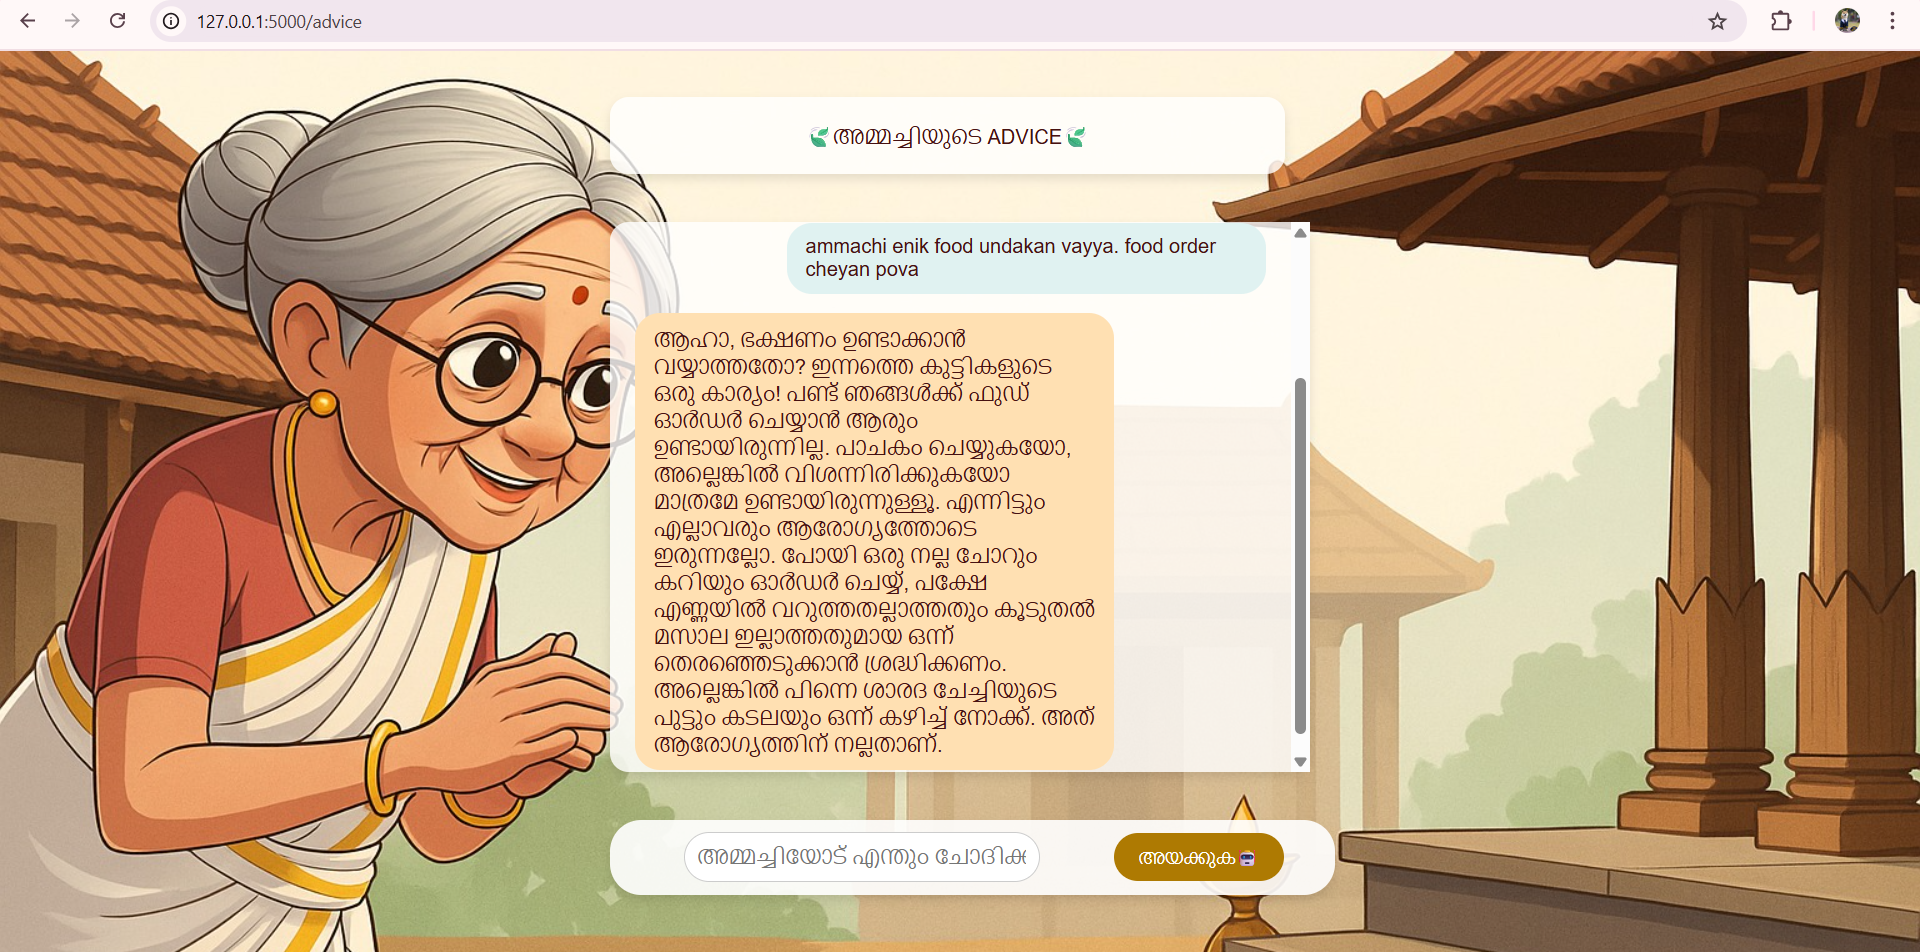 127.0.0.1:5000/advice
അമ്മച്ചിയുടെ ADVICE
ammachi enik food undakan vayya. food order
cheyan pova
ആഹാ, ഭക്ഷണം ഉണ്ടാക്കാൻ
വയ്യാത്തതോ? ഇന്നത്തെ കുട്ടികളുടെ
ഒരു കാര്യം! പണ്ട് ഞങ്ങൾക്ക് ഫുഡ്
ഓർഡർ ചെയ്യാൻ ആരും
ഉണ്ടായിരുന്നില്ല. പാചകം ചെയ്യുകയോ,
അല്ലെങ്കിൽ വിശന്നിരിക്കുകയോ
മാത്രമേ ഉണ്ടായിരുന്നുള്ളൂ. എന്നിട്ടും
എല്ലാവരും ആരോഗ്യത്തോടെ
ഇരുന്നല്ലോ. പോയി ഒരു നല്ല ചോറും
കറിയും ഓർഡർ ചെയ്യ്, പക്ഷേ
എണ്ണയിൽ വറുത്തതല്ലാത്തതും കൂടുതൽ
മസാല ഇല്ലാത്തതുമായ ഒന്ന്
തെരഞ്ഞെടുക്കാൻ ശ്രദ്ധിക്കണം.
അല്ലെങ്കിൽ പിന്നെ ശാരദ ചേച്ചിയുടെ
പുട്ടും കടലയും ഒന്ന് കഴിച്ച് നോക്ക്. അത്
ആരോഗ്യത്തിന് നല്ലതാണ്.
അമ്മച്ചിയോട് എന്തും
അയക്കുക